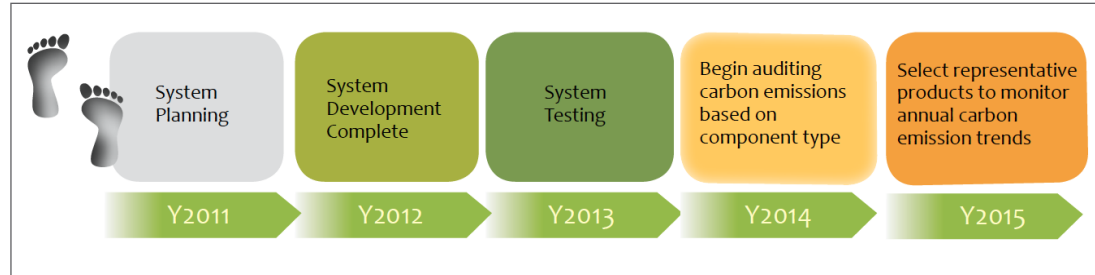 System
Planning
System
Development
Complete
System
Testing
Begin auditing
carbon emissions
based on
component type
Select representative
products to monitor
annual carbon
emission trends
Y2011
Y2012
Y2013
Y2014
Y2015